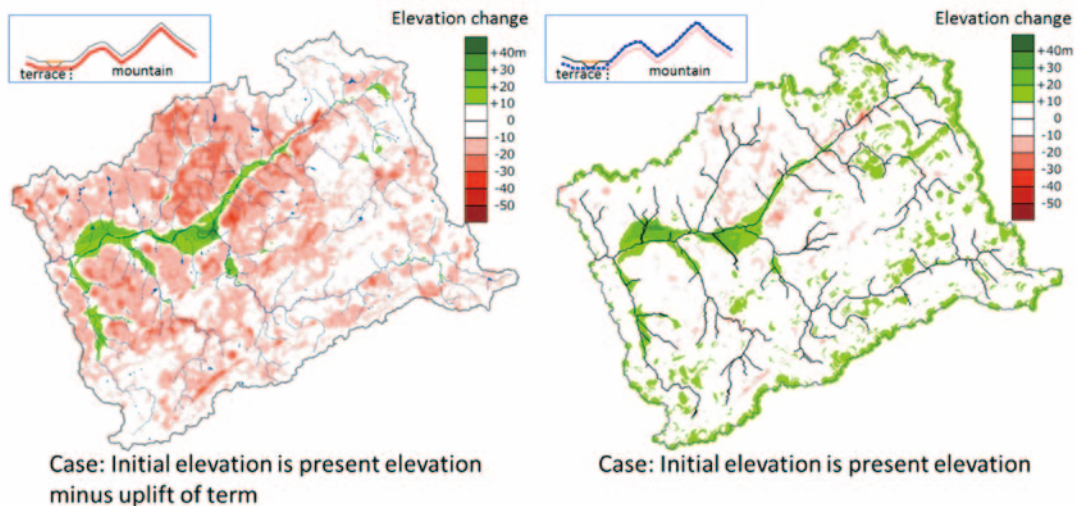 Elevation change
terrace
mountain
+40m
+30
+20
+10
0
-10
-20
-30
-40
-50
Case: Initial elevation is present elevation
minus uplift of term
Elevation change
terrace
mountain
+40m
+30
+20
+10
0
-10
-20
-30
-40
-50
Case: Initial elevation is present elevation